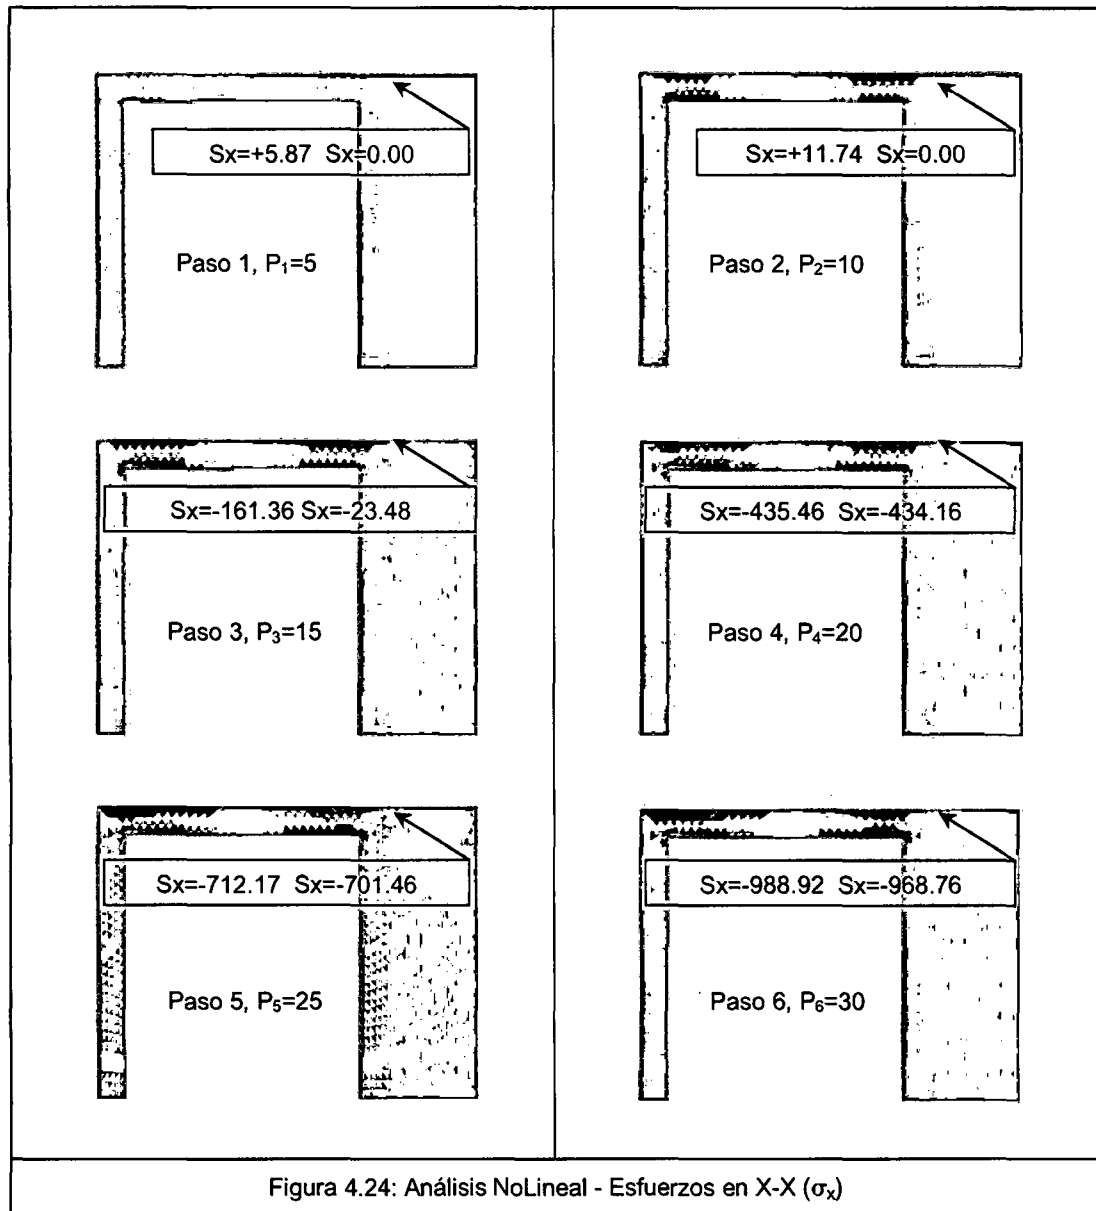 Sx=+5.87 Sx=0.00
Paso 1, P₁=5
Sx=+11.74 Sx=0.00
Paso 2, P₂=10
Sx=-161.36 Sx=-23.48
Paso 3, P₃=15
Sx=-435.46 Sx=-434.16
Paso 4, P₄=20
Sx=-712.17 Sx=-701.46
Paso 5, P₅=25
Sx=-988.92 Sx=-968.76
Paso 6, P₆=30
Figura 4.24: Análisis NoLineal - Esfuerzos en X-X (σₓ)